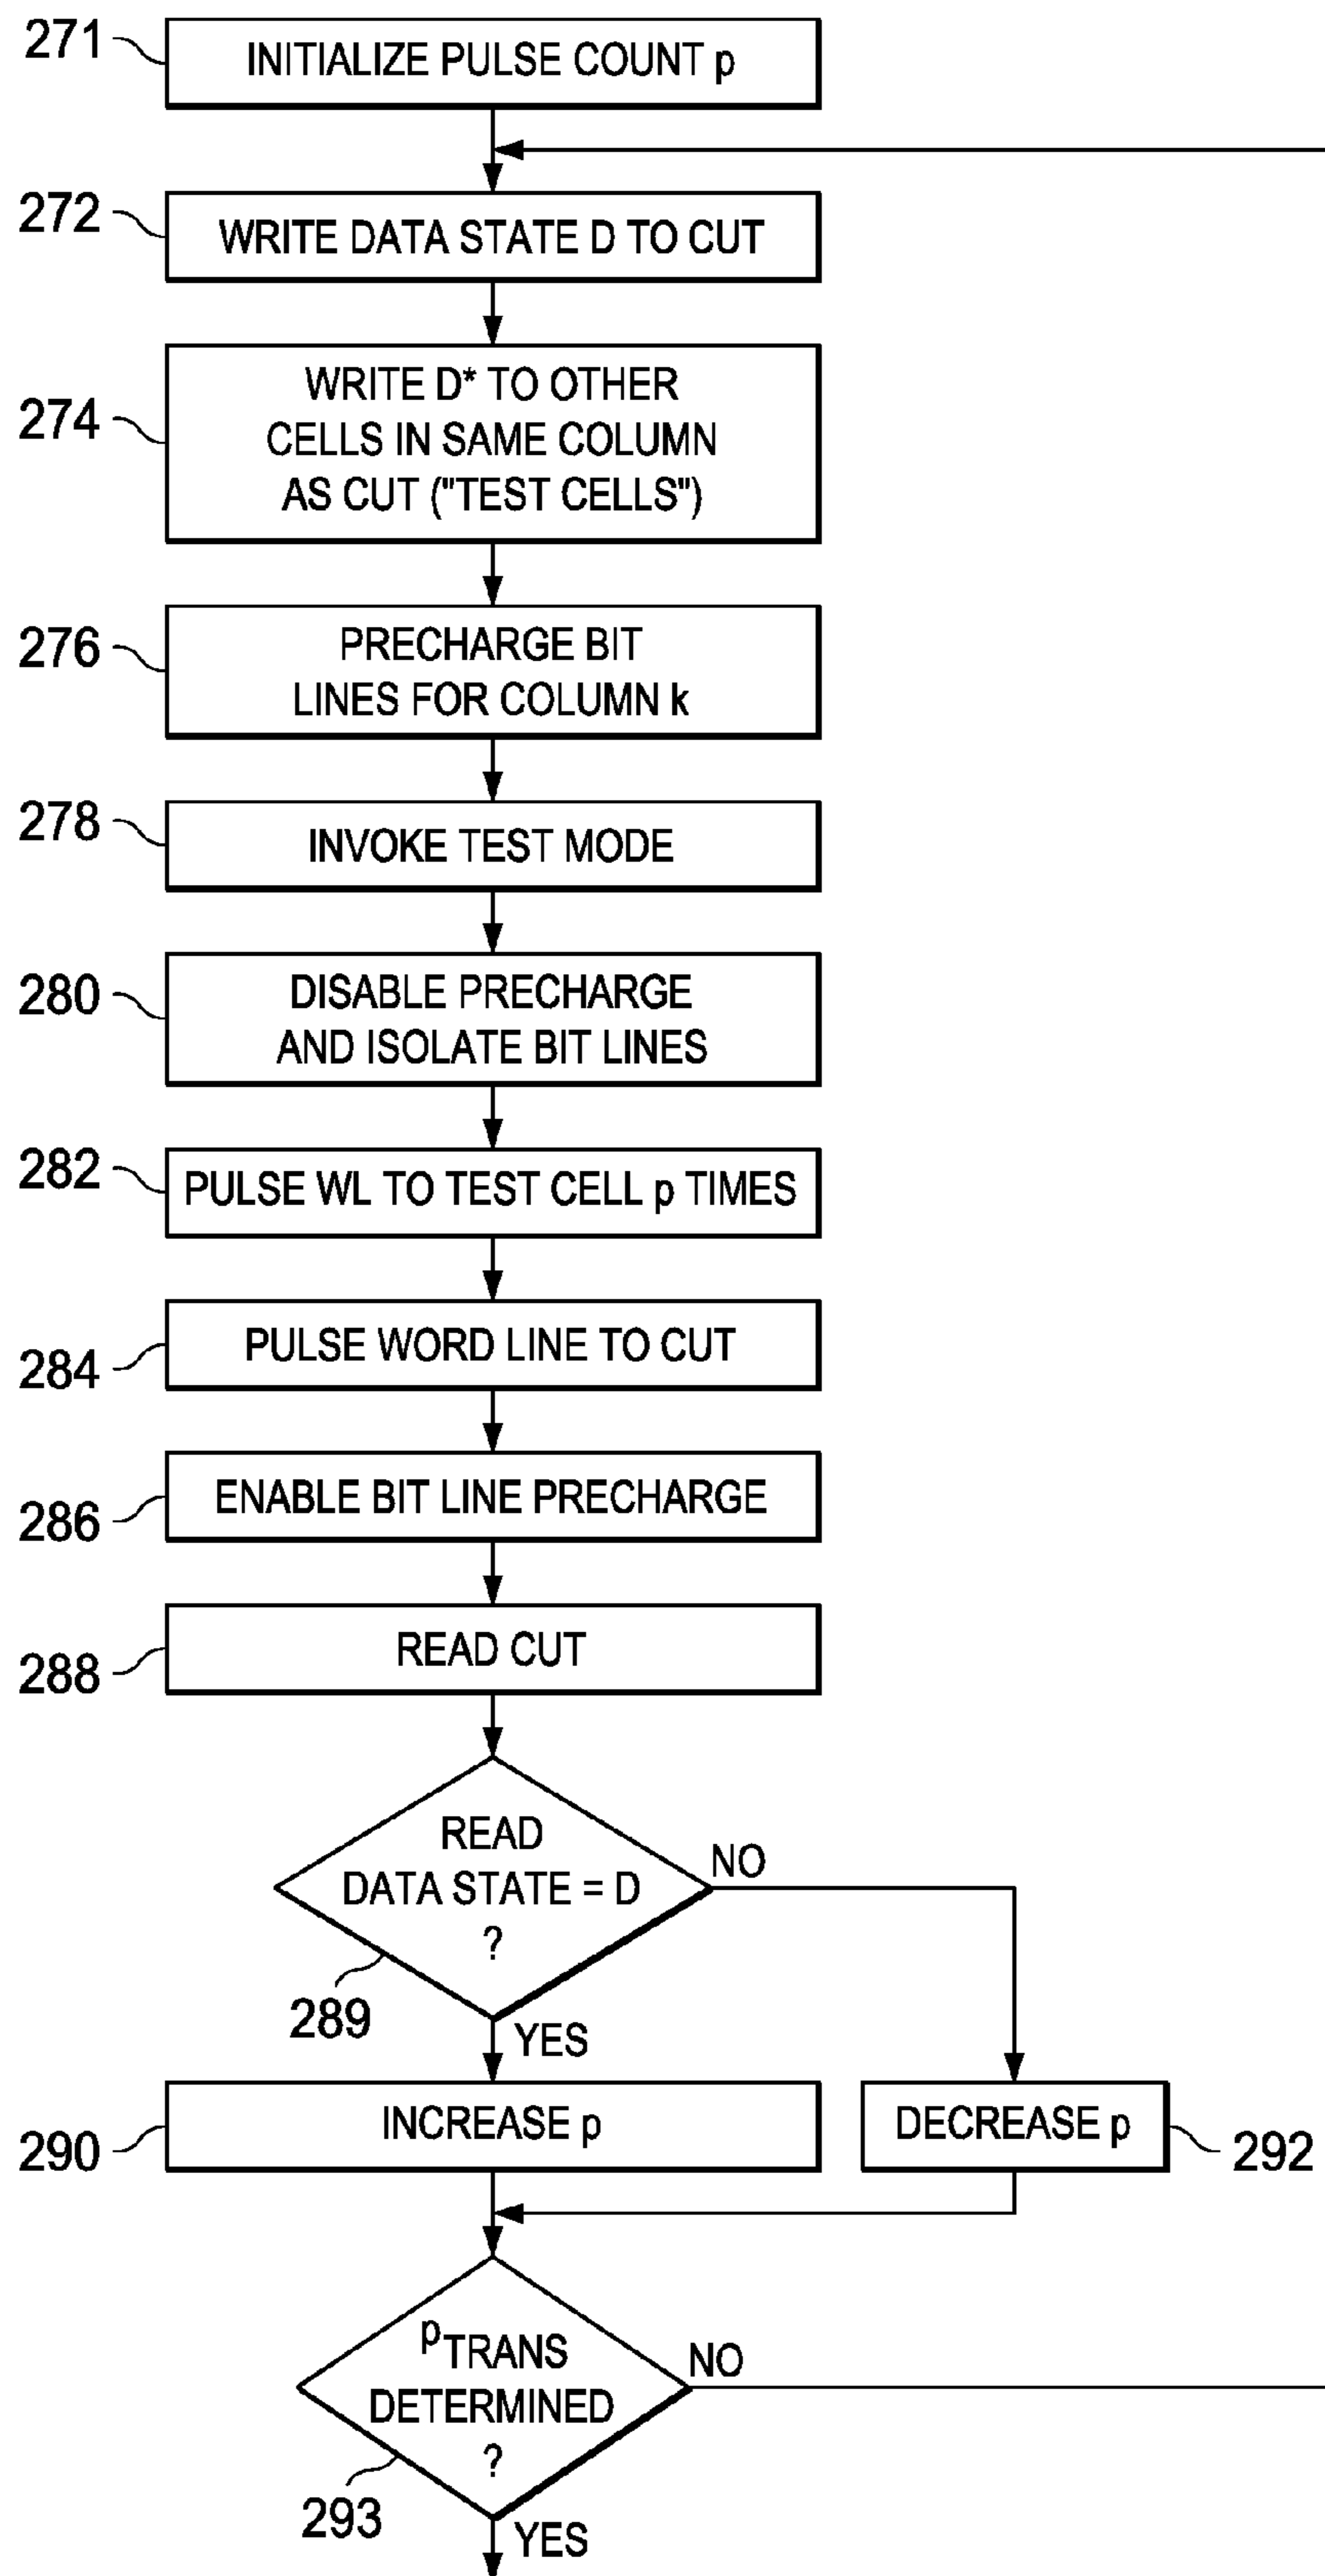 271
INITIALIZE PULSE COUNT p
272
WRITE DATA STATE D TO CUT
274
WRITE D* TO OTHER
CELLS IN SAME COLUMN
AS CUT ("TEST CELLS")
276
PRECHARGE BIT
LINES FOR COLUMN k
278
INVOKE TEST MODE
280
DISABLE PRECHARGE
AND ISOLATE BIT LINES
282
PULSE WL TO TEST CELL p TIMES
284
PULSE WORD LINE TO CUT
286
ENABLE BIT LINE PRECHARGE
288
READ CUT
READ
DATA STATE = D
?
NO
289
YES
290
INCREASE p
DECREASE p
292
pTRANS
DETERMINED
?
NO
293
YES